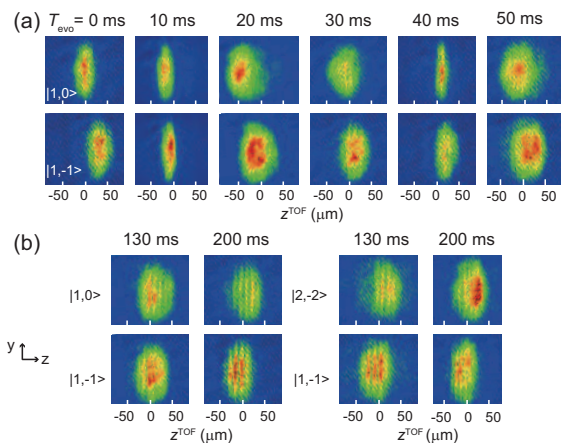 (a) T_evo = 0 ms 10 ms 20 ms 30 ms 40 ms 50 ms
|1,0>
|1,-1>
-50 0 50 -50 0 50 -50 0 50 -50 0 50 -50 0 50 -50 0 50
z^TOF (μm)
(b) 130 ms 200 ms 130 ms 200 ms
|1,0> |2,-2>
y
z
|1,-1> |1,-1>
-50 0 50 -50 0 50 -50 0 50 -50 0 50
z^TOF (μm) z^TOF (μm)